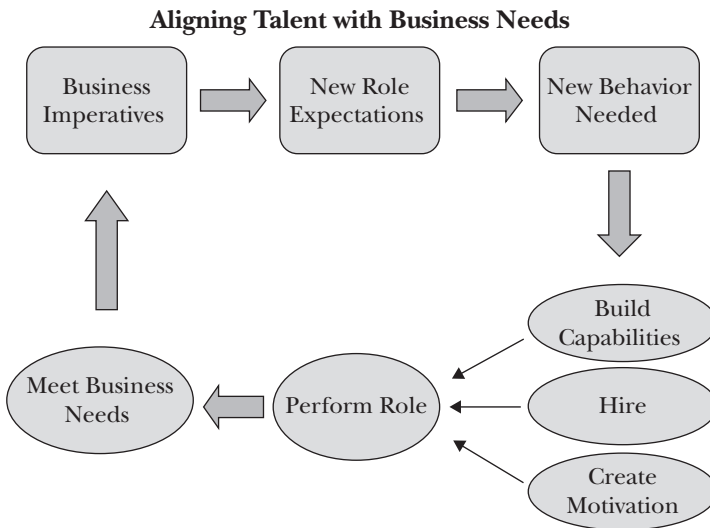 Aligning Talent with Business Needs
Business
Imperatives
New Role
Expectations
New Behavior
Needed
Build
Capabilities
Meet Business
Needs
Perform Role
Hire
Create
Motivation